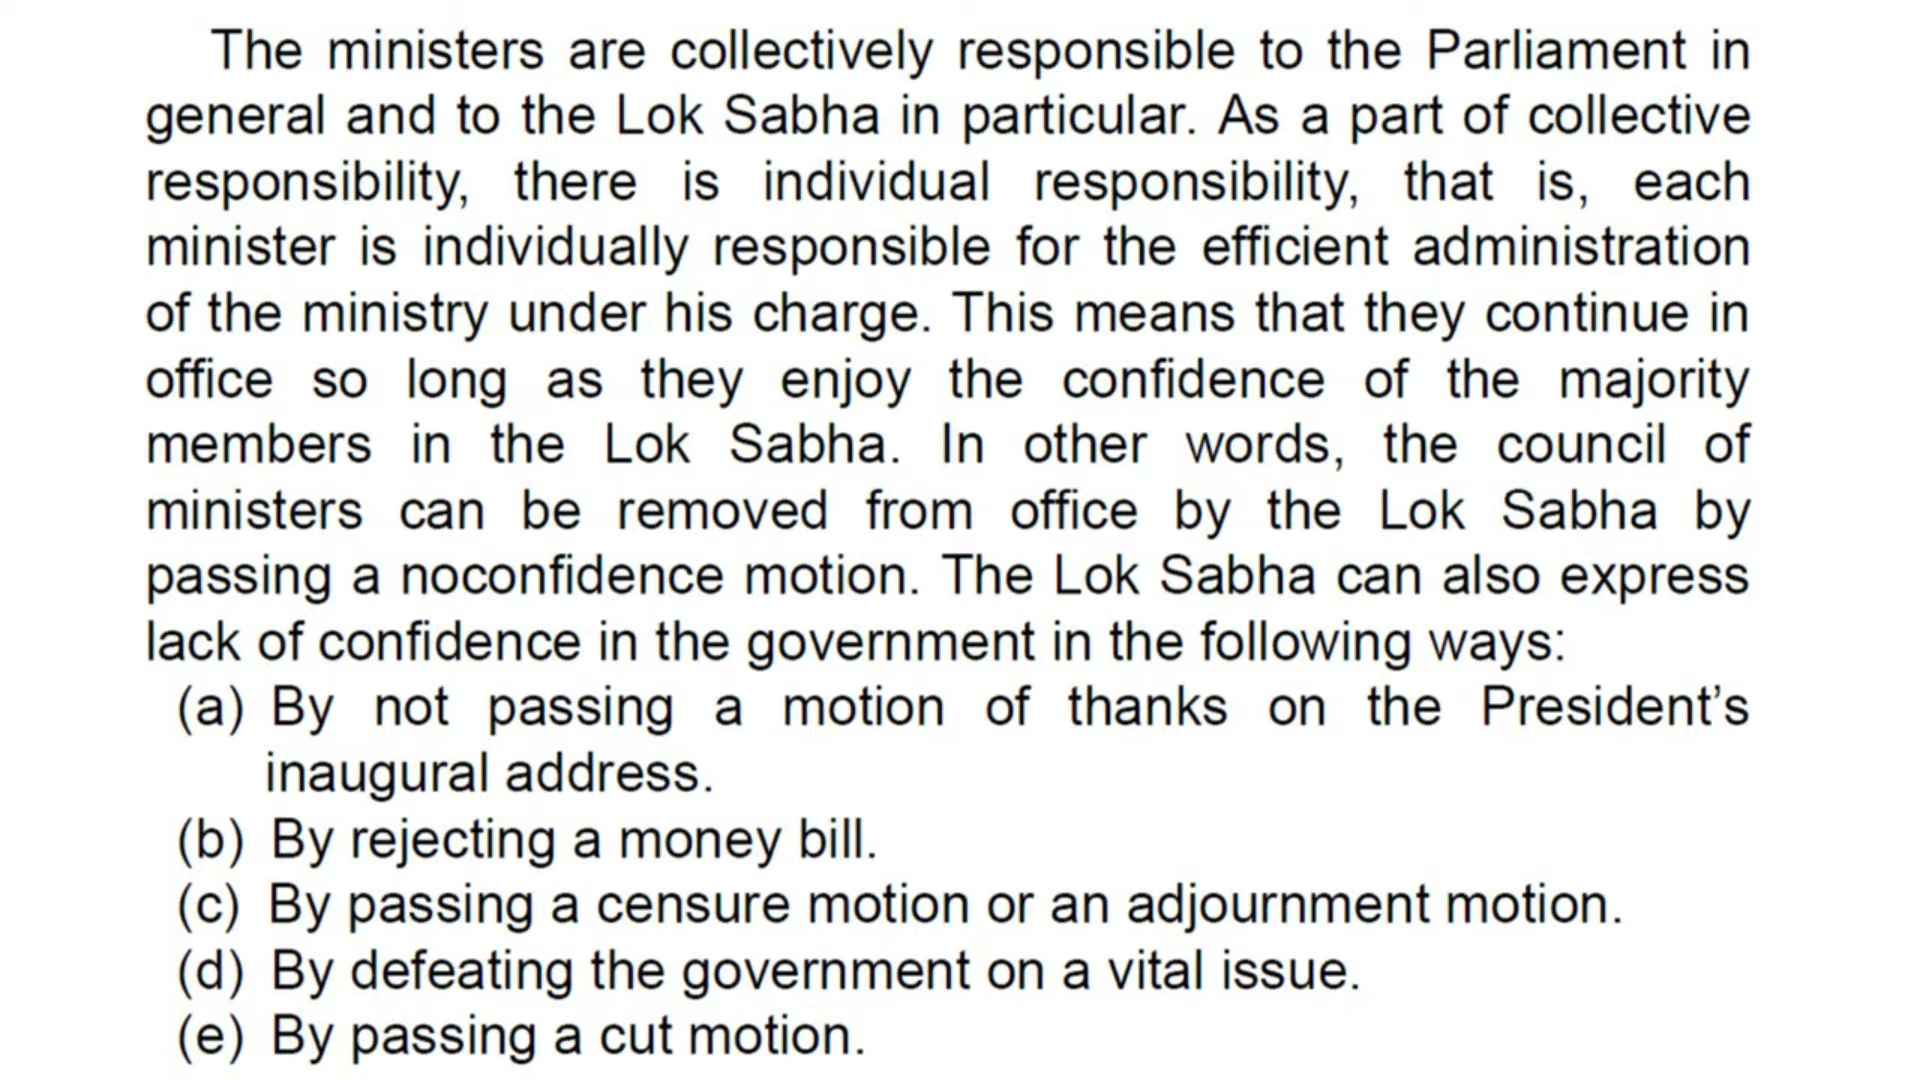 The ministers are collectively responsible to the Parliament in
general and to the Lok Sabha in particular. As a part of collective
responsibility, there is individual responsibility, that is, each
minister is individually responsible for the efficient administration
of the ministry under his charge. This means that they continue in
office so long as they enjoy the confidence of the majority
members in the Lok Sabha. In other words, the council of
ministers can be removed from office by the Lok Sabha by
passing a noconfidence motion. The Lok Sabha can also express
lack of confidence in the government in the following ways:
(a) By not passing a motion of thanks on the President’s
inaugural address.
(b) By rejecting a money bill.
(c) By passing a censure motion or an adjournment motion.
(d) By defeating the government on a vital issue.
(e) By passing a cut motion.